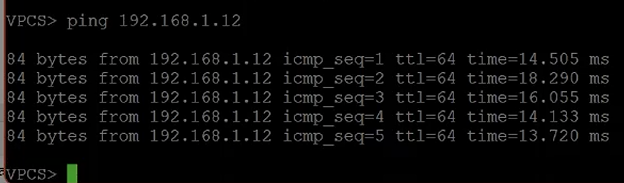 VPCS> ping 192.168.1.12
84 bytes from 192.168.1.12 icmp_seq=1 ttl=64 time=14.505 ms
84 bytes from 192.168.1.12 icmp_seq=2 ttl=64 time=18.290 ms
84 bytes from 192.168.1.12 icmp_seq=3 ttl=64 time=16.055 ms
84 bytes from 192.168.1.12 icmp_seq=4 ttl=64 time=14.133 ms
84 bytes from 192.168.1.12 icmp_seq=5 ttl=64 time=13.720 ms
VPCS>